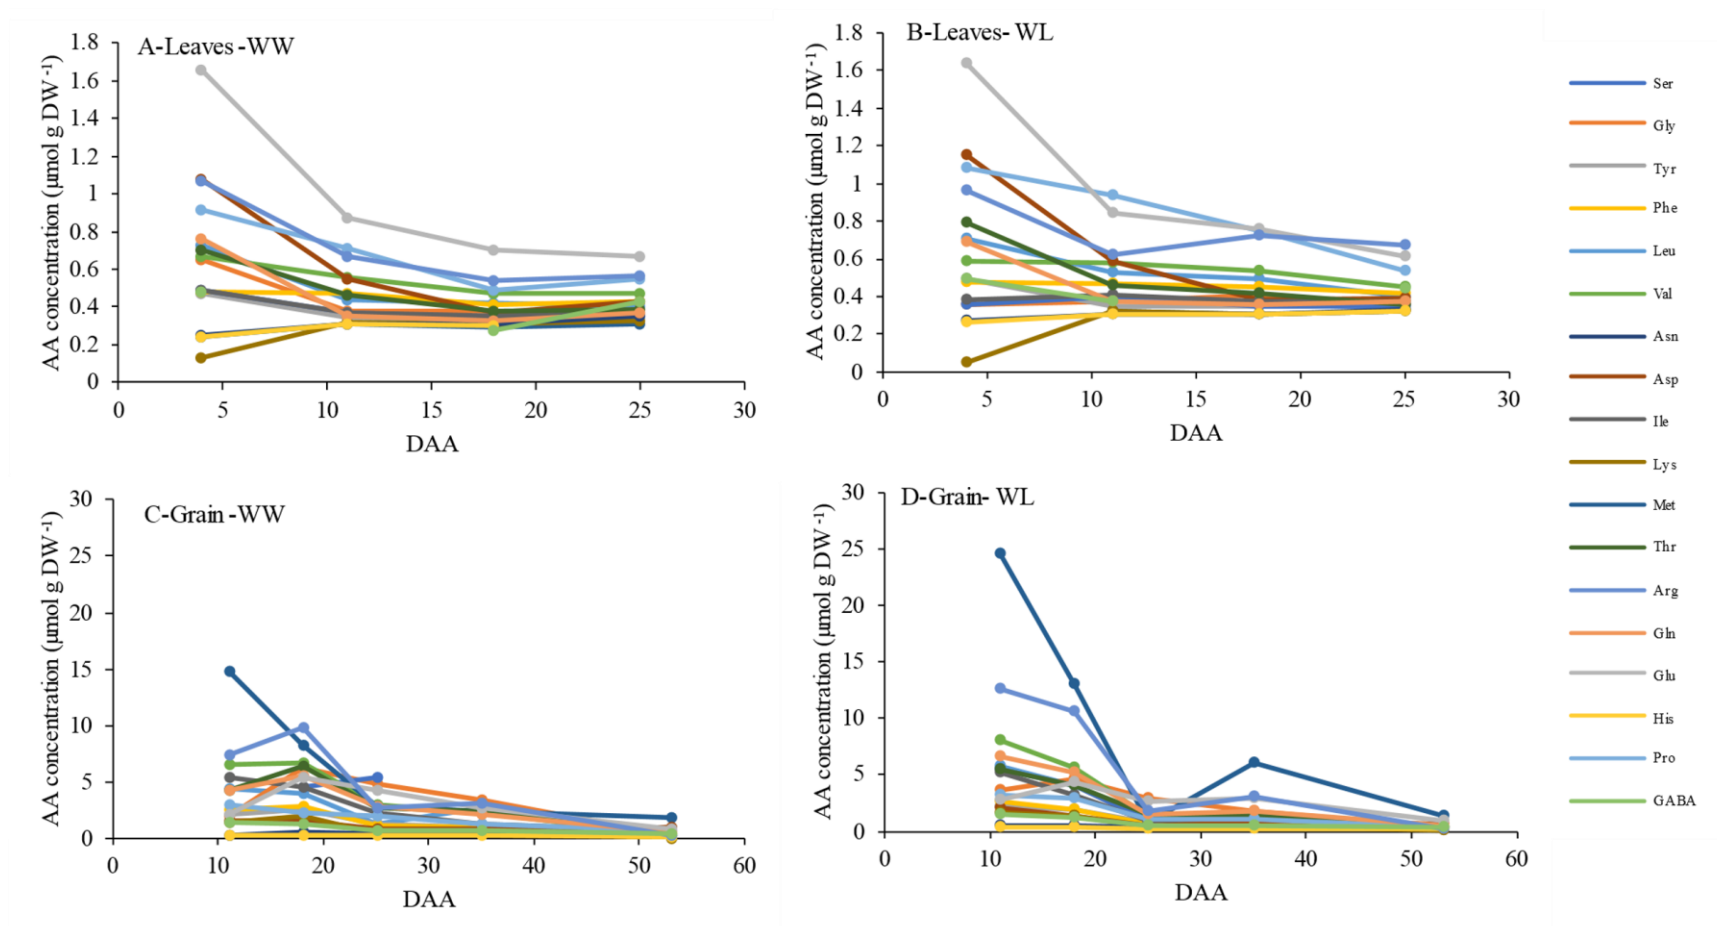 A-Leaves -WW
AA concentration (µmol g DW⁻¹)
1.8
1.6
1.4
1.2
1
0.8
0.6
0.4
0.2
0
0 5 10 15 20 25 30
DAA
B-Leaves- WL
AA concentration (µmol g DW⁻¹)
1.8
1.6
1.4
1.2
1
0.8
0.6
0.4
0.2
0
0 5 10 15 20 25 30
DAA
C-Grain -WW
AA concentration (µmol g DW⁻¹)
30
25
20
15
10
5
0
0 10 20 30 40 50 60
DAA
D-Grain- WL
AA concentration (µmol g DW⁻¹)
30
25
20
15
10
5
0
0 10 20 30 40 50 60
DAA
Ser
Gly
Tyr
Phe
Leu
Val
Asn
Asp
Ile
Lys
Met
Thr
Arg
Gln
Glu
His
Pro
GABA